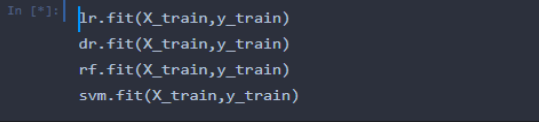 In [*]:
lr.fit(X_train,y_train)
dr.fit(X_train,y_train)
rf.fit(X_train,y_train)
svm.fit(X_train,y_train)